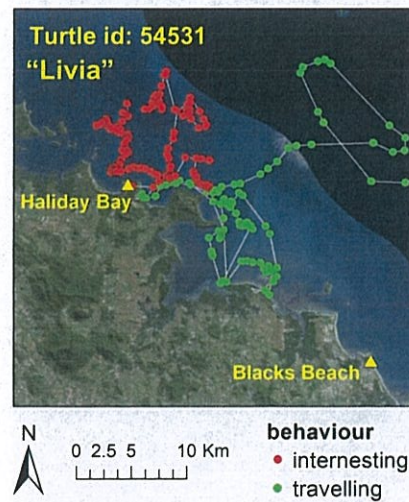 Turtle id: 54531
“Livia”
Haliday Bay
Blacks Beach
N
0 2.5 5 10 Km
behaviour
internesting
travelling